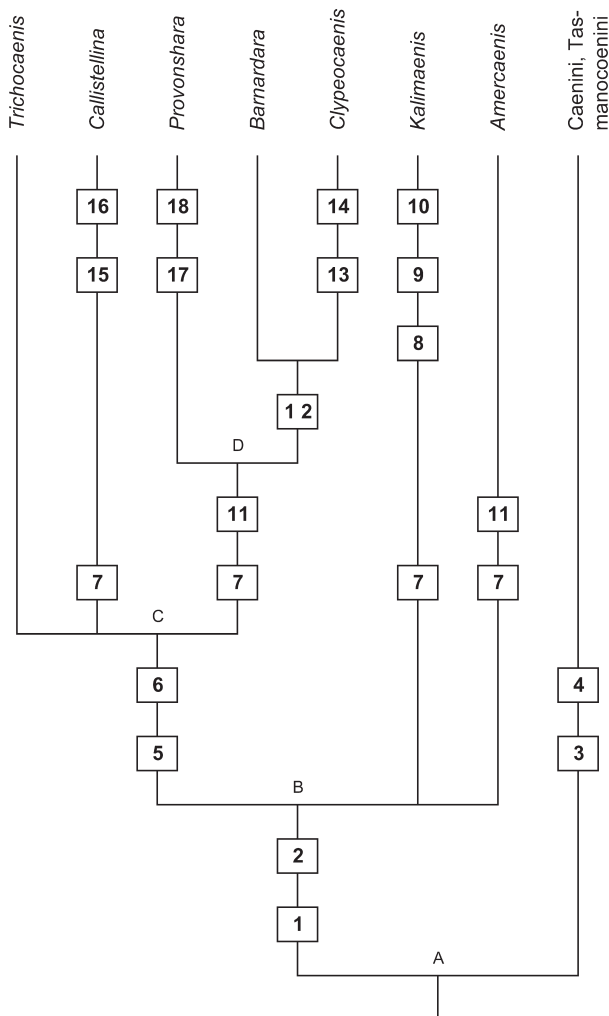 Trichocaenis
Callistellina
Provonshara
Barnardara
Clypeocaenis
Kalimaenis
Amercaenis
Caenini, Tas-
manocoenini
16
18
14
10
15
17
13
9
8
1 2
D
11
11
7
7
7
7
C
6
4
5
3
B
2
1
A